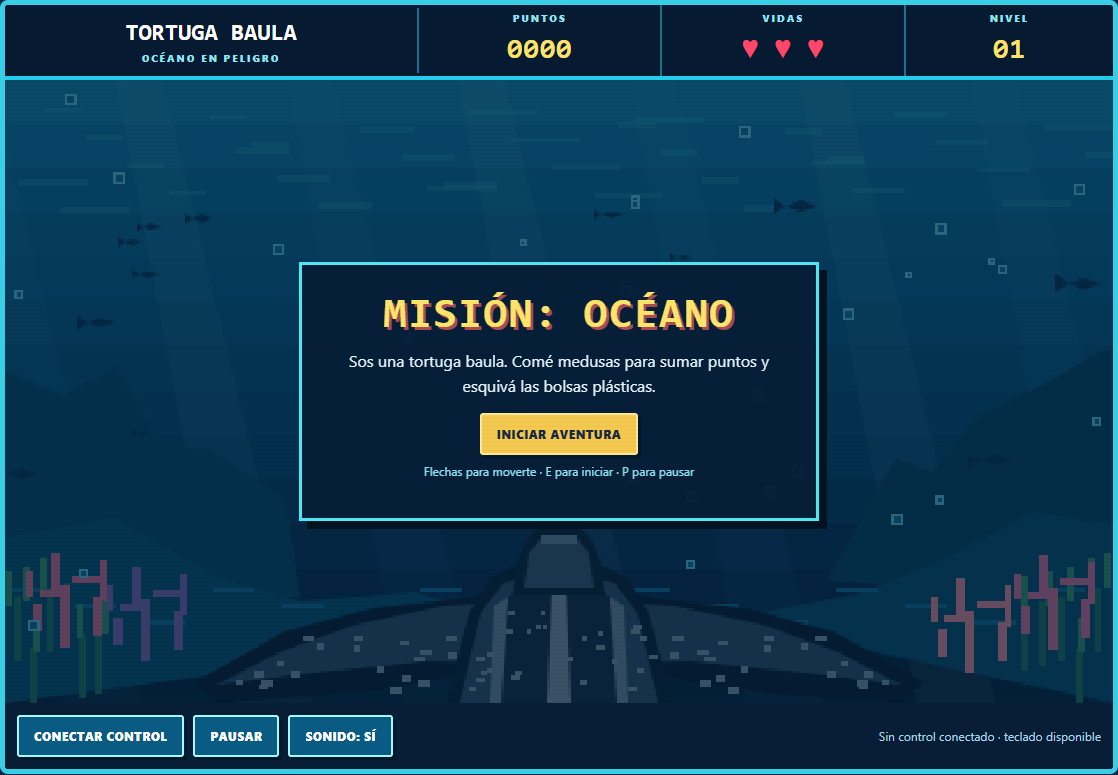 TORTUGA BAULA
OCÉANO EN PELIGRO
PUNTOS
0000
VIDAS
♥ ♥ ♥
NIVEL
01
MISIÓN: OCÉANO
Sos una tortuga baula. Comé medusas para sumar puntos y
esquivá las bolsas plásticas.
INICIAR AVENTURA
Flechas para moverte · E para iniciar · P para pausar
CONECTAR CONTROL
PAUSAR
SONIDO: SÍ
Sin control conectado · teclado disponible